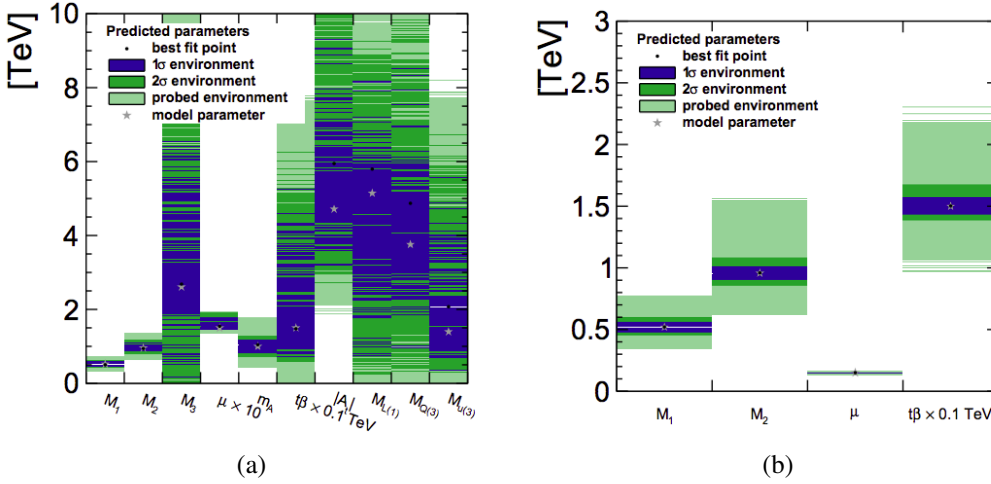 (a)
[TeV]
10
8
6
4
2
0
Predicted parameters
best fit point
1σ environment
2σ environment
probed environment
model parameter
M1
M2
M3
μ × 10
mA
tβ × 0.1 TeV
|A|
ML(1)
MQ(3)
MU(3)
(a)
(b)
[TeV]
3
2.5
2
1.5
1
0.5
0
Predicted parameters
best fit point
1σ environment
2σ environment
probed environment
model parameter
M1
M2
μ
tβ × 0.1 TeV
(b)